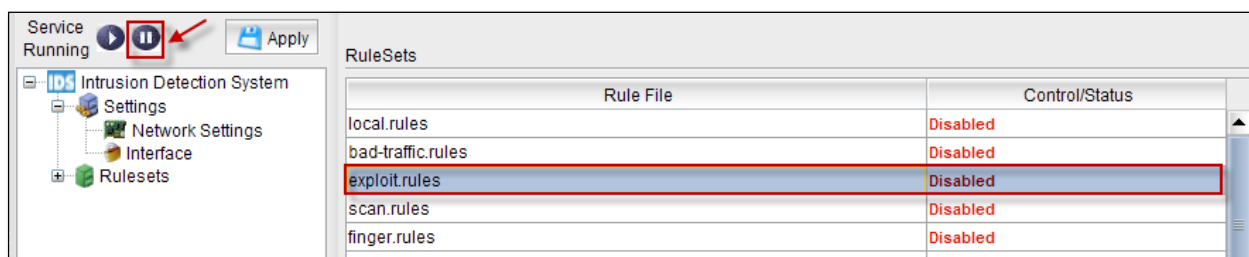 Service
Running
Apply
IDS Intrusion Detection System
Settings
Network Settings
Interface
Rulesets
RuleSets
Rule File Control/Status
local.rules Disabled
bad-traffic.rules Disabled
exploit.rules Disabled
scan.rules Disabled
finger.rules Disabled